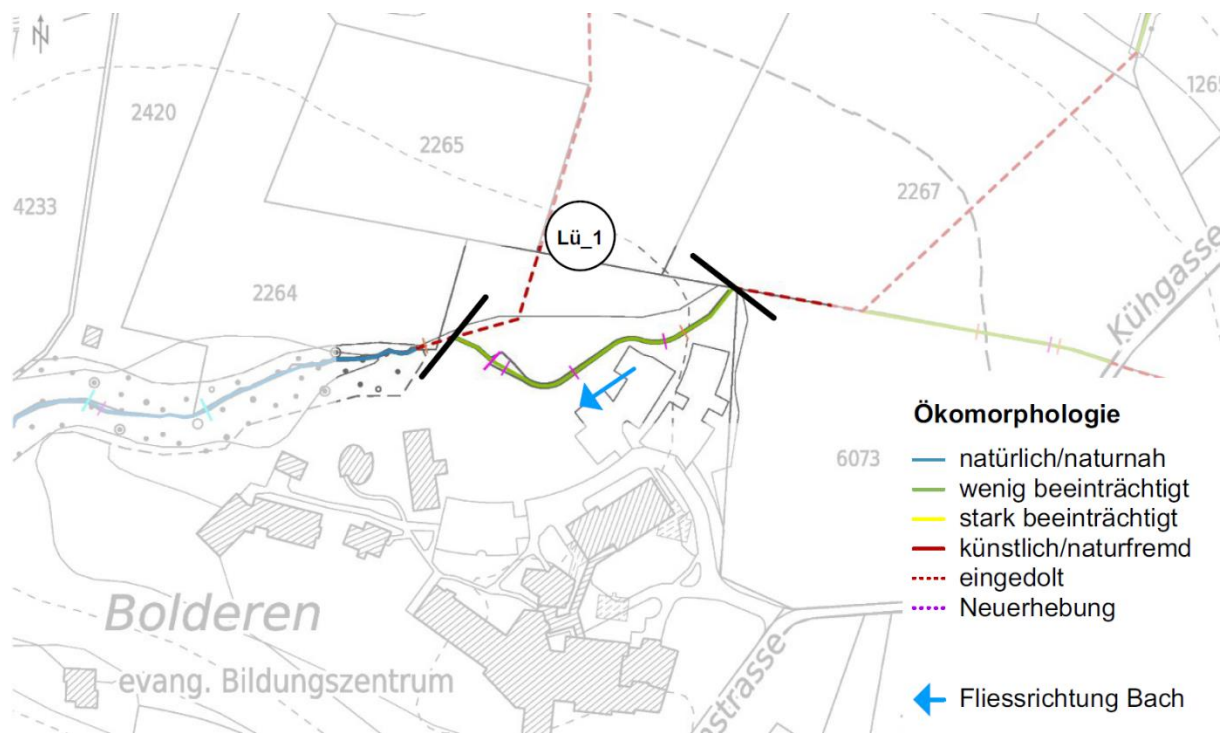 N
2420
2265
1265
2267
4233
Lü_1
2264
Kühgasse
Ökomorphologie
natürlich/naturnah
wenig beeinträchtigt
6073
stark beeinträchtigt
künstlich/naturfremd
eingedolt
Neuerhebung
Bolderen
evang. Bildungszentrum
nstrasse
Fliessrichtung Bach